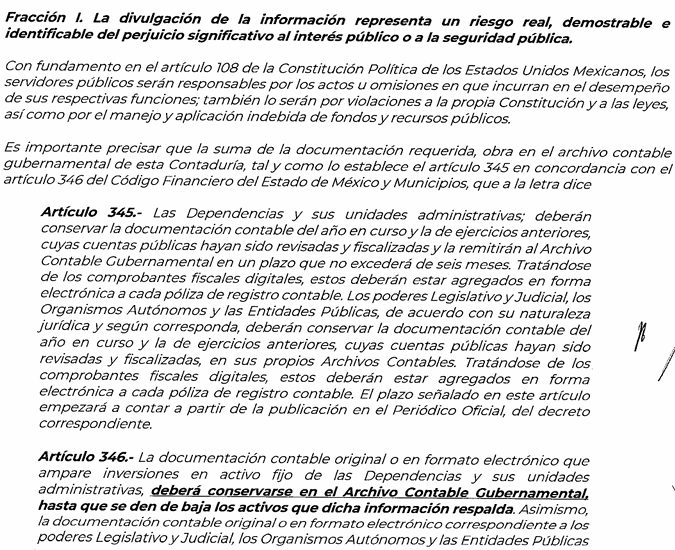 Fracción I. La divulgación de la información representa un riesgo real, demostrable e
identificable del perjuicio significativo al interés público o a la seguridad pública.
Con fundamento en el artículo 108 de la Constitución Política de los Estados Unidos Mexicanos, los
servidores públicos serán responsables por los actos u omisiones en que incurran en el desempeño
de sus respectivas funciones; también lo serán por violaciones a la propia Constitución y a las leyes,
así como por el manejo y aplicación indebida de fondos y recursos públicos.
Es importante precisar que la suma de la documentación requerida, obra en el archivo contable
gubernamental de esta Contaduría, tal y como lo establece el artículo 345 en concordancia con el
artículo 346 del Código Financiero del Estado de México y Municipios, que a la letra dice
Artículo 345.- Las Dependencias y sus unidades administrativas; deberán
conservar la documentación contable del año en curso y la de ejercicios anteriores,
cuyas cuentas públicas hayan sido revisadas y fiscalizadas y la remitirán al Archivo
Contable Gubernamental en un plazo que no excederá de seis meses. Tratándose
de los comprobantes fiscales digitales, estos deberán estar agregados en forma
electrónica a cada póliza de registro contable. Los poderes Legislativo y Judicial, los
Organismos Autónomos y las Entidades Públicas, de acuerdo con su naturaleza
jurídica y según corresponda, deberán conservar la documentación contable del
año en curso y la de ejercicios anteriores, cuyas cuentas públicas hayan sido
revisadas y fiscalizadas, en sus propios Archivos Contables. Tratándose de los
comprobantes fiscales digitales, estos deberán estar agregados en forma
electrónica a cada póliza de registro contable. El plazo señalado en este artículo
empezará a contar a partir de la publicación en el Periódico Oficial, del decreto
correspondiente.
Artículo 346.- La documentación contable original o en formato electrónico que
ampare inversiones en activo fijo de las Dependencias y sus unidades
administrativas, deberá conservarse en el Archivo Contable Gubernamental,
hasta que se den de baja los activos que dicha información respalda. Asimismo,
la documentación contable original o en formato electrónico correspondiente a los
poderes Legislativo y Judicial, los Organismos Autónomos y las Entidades Públicas